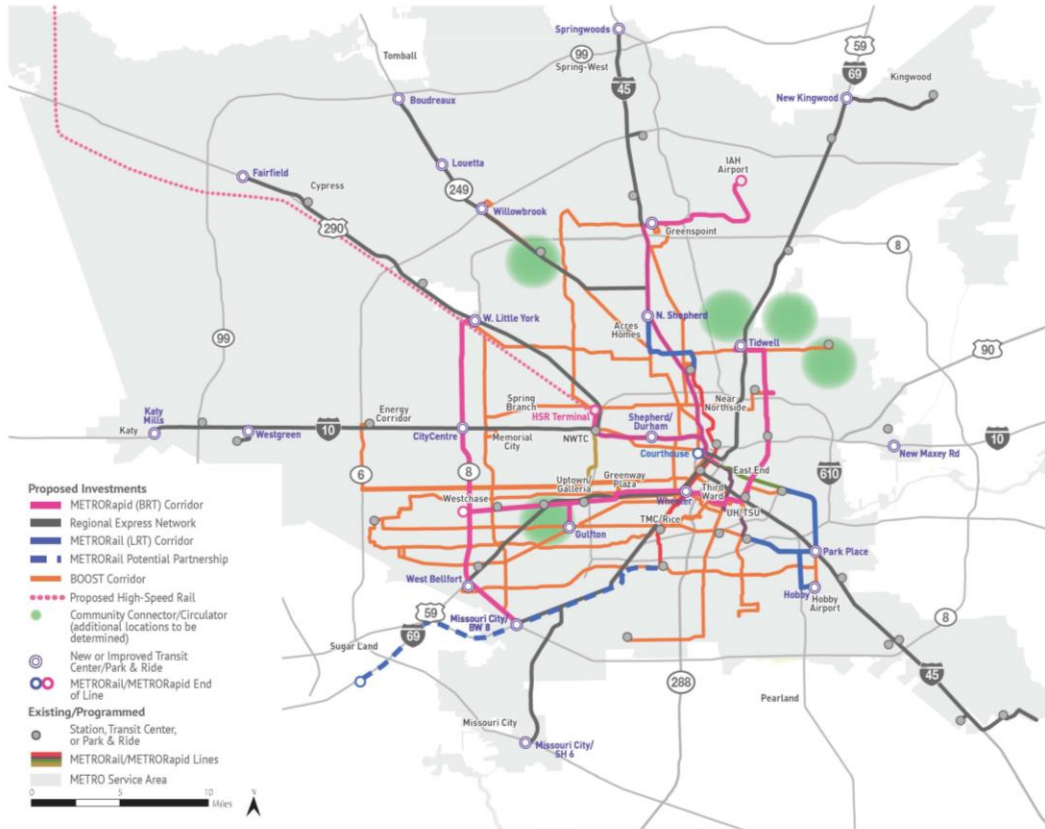 Springwoods
Tomball
99
Spring-West
59
69
Kingwood
45
New Kingwood
Boudreaux
IAH
Airport
Louetta
Fairfield
Cypress
249
Willowbrook
290
Greenspoint
8
W. Little York
N. Shepherd
Acres
Homes
Tidwell
99
90
Spring
Branch
HSR Terminal
Near
Northside
Katy
Mills
Katy
Westgreen
10
Energy
Corridor
CityCentre
Memorial
City
NWTC
Shepherd/
Durham
Courthouse
10
New Maxey Rd
6
8
Uptown/
Galleria
Greenway
Plaza
East End
610
Westchase
Wheeler
Third
Ward
TMC/Rice
UH/TSU
Gulfton
Park Place
West Bellfort
Hobby
Hobby
Airport
59
Missouri City/
BW 8
69
Sugar Land
8
288
45
Pearland
Missouri City
Missouri City/
SH 6
Proposed Investments
METRORapid (BRT) Corridor
Regional Express Network
METRORail (LRT) Corridor
METRORail Potential Partnership
BOOST Corridor
Proposed High-Speed Rail
Community Connector/Circulator
(additional locations to be
determined)
New or Improved Transit
Center/Park & Ride
METRORail/METRORapid End
of Line
Existing/Programmed
Station, Transit Center,
or Park & Ride
METRORail/METRORapid Lines
METRO Service Area
0 5 10
Miles
N